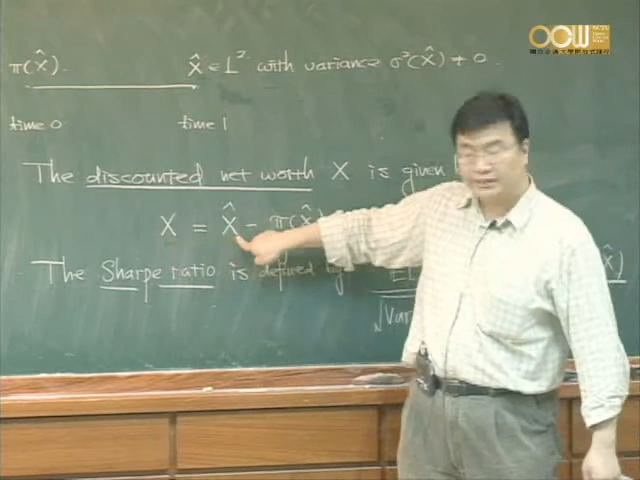 OCW
π(X̂).
X̂ ∈ L² with variance σ²(X̂) ≠ 0.
time 0 time 1
The discounted net worth X is given
X = X̂ - π(X̂)
The Sharpe ratio is defined by
√Var